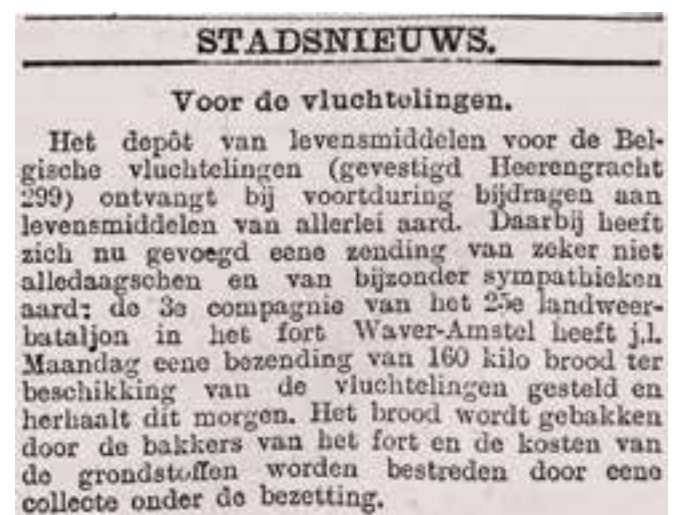 STADSNIEUWS.
Voor de vluchtelingen.
Het depôt van levensmiddelen voor de Bel-
gische vluchtelingen (gevestigd Heerengracht
299) ontvangt bij voortduring bijdragen aan
levensmiddelen van allerlei aard. Daarbij heeft
zich nu gevoegd eene zending van zeker niet
alledaagschen en van bijzonder sympathieken
aard: de 3e compagnie van het 25e landweer-
bataljon in het fort Waver-Amstel heeft j.l.
Maandag eene bezending van 160 kilo brood ter
beschikking van de vluchtelingen gesteld en
herhaalt dit morgen. Het brood wordt gebakken
door de bakkers van het fort en de kosten van
de grondstoffen worden bestreden door eene
collecte onder de bezetting.